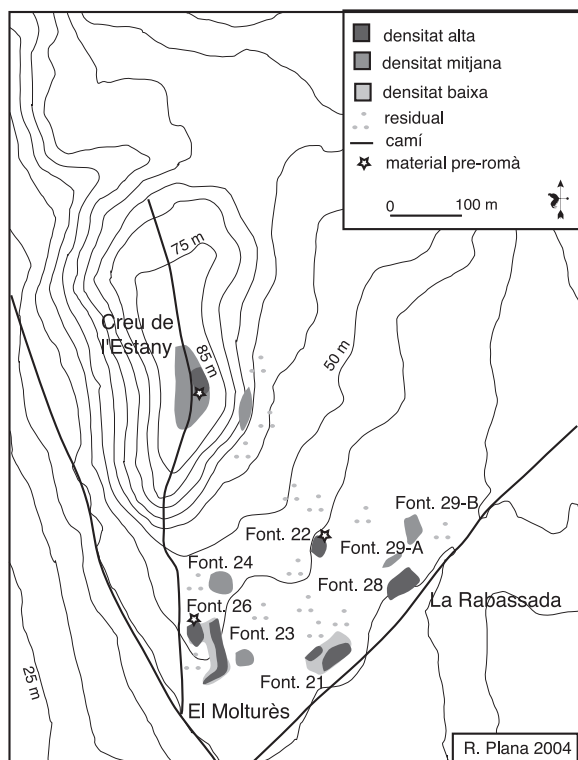 densitat alta
densitat mitjana
densitat baixa
residual
camí
material pre-romà
0 100 m
75 m
Creu de
l'Estany
85 m
50 m
Font. 29-B
Font. 22
Font. 29-A
Font. 24
Font. 28
La Rabassada
Font. 26
Font. 23
25 m
Font. 21
El Molturès
R. Plana 2004